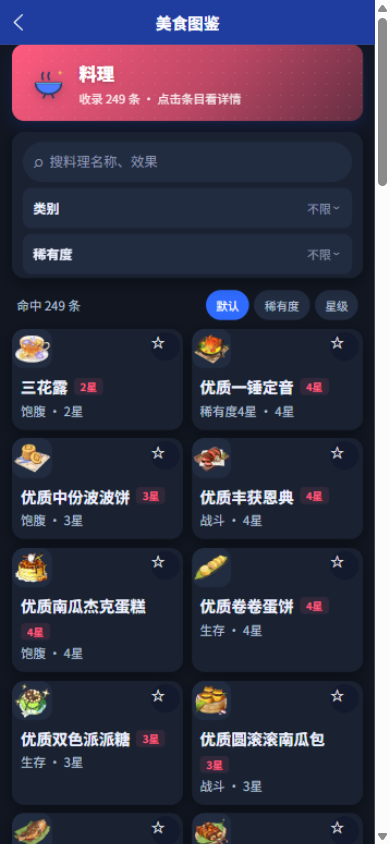 美食图鉴
料理
收录 249 条 · 点击条目看详情
搜料理名称、效果
类别 不限
稀有度 不限
命中 249 条 默认 稀有度 星级
三花露 2星
饱腹 · 2星
优质一锤定音 4星
稀有度4星 · 4星
优质中份波波饼 3星
饱腹 · 3星
优质丰获恩典 4星
战斗 · 4星
优质南瓜杰克蛋糕
4星
饱腹 · 4星
优质卷卷蛋饼 4星
生存 · 4星
优质双色派派糖 3星
生存 · 3星
优质圆滚滚南瓜包
3星
战斗 · 3星